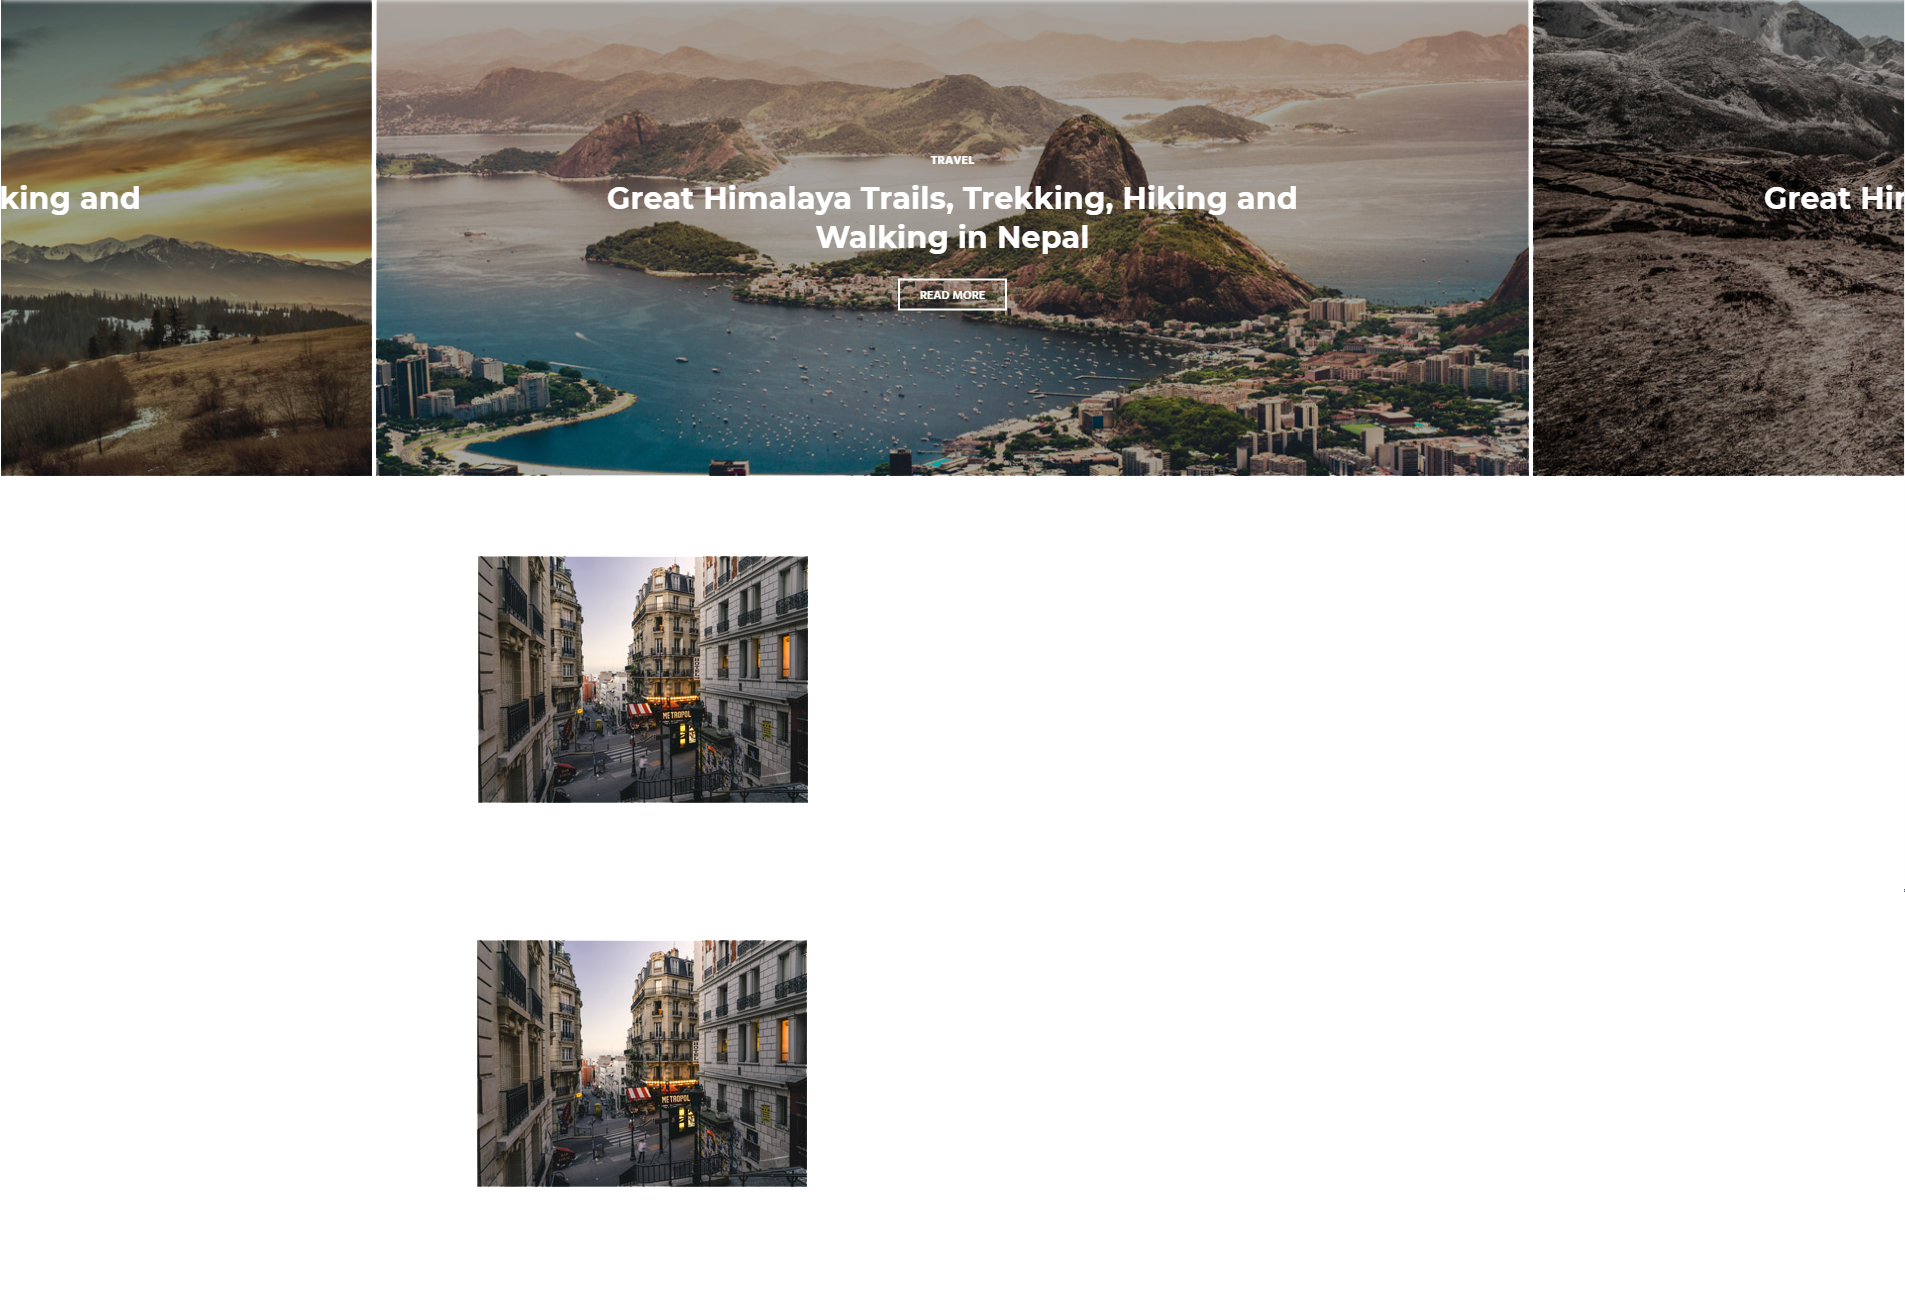 TRAVEL
king and
Great Himalaya Trails, Trekking, Hiking and
Great Hi
Walking in Nepal
READ MORE
METROPOL
METROPOL